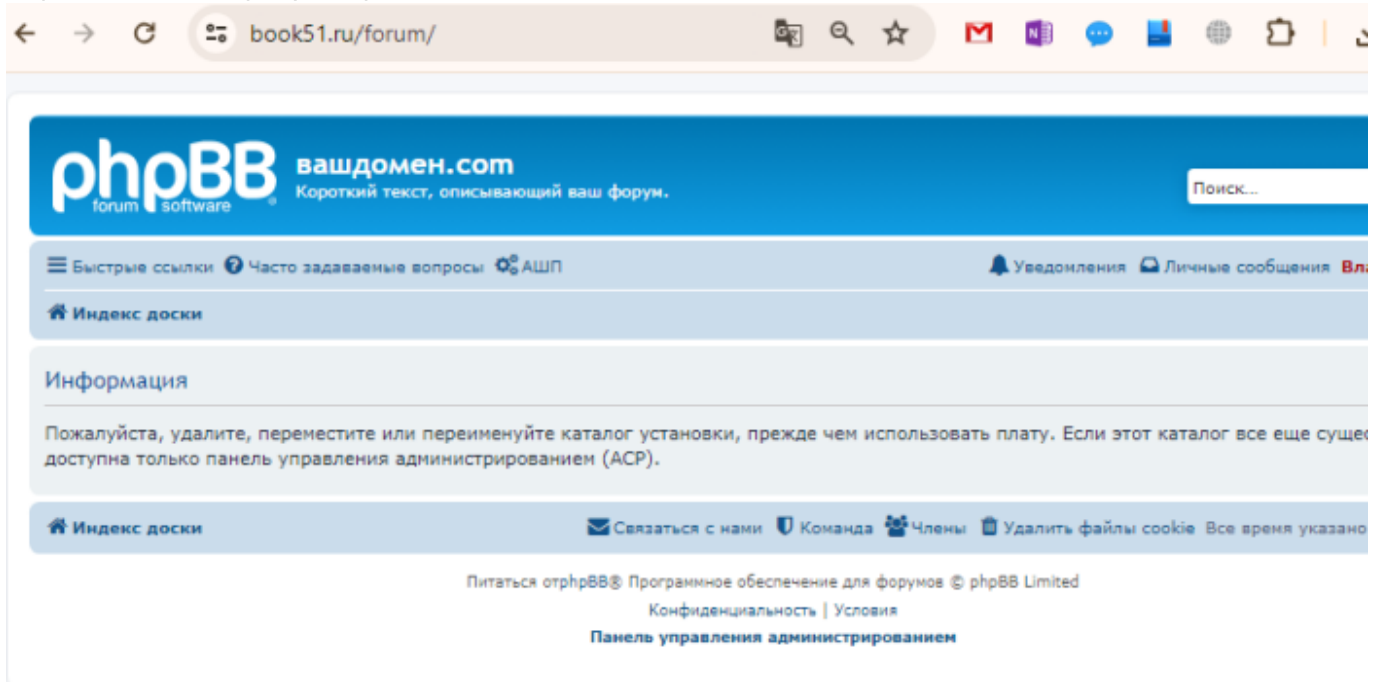 book51.ru/forum/
phpBB
forum software
вашдомен.com
Короткий текст, описывающий ваш форум.
Поиск...
Быстрые ссылки Часто задаваемые вопросы АШП Уведомления Личные сообщения
Индекс доски
Информация
Пожалуйста, удалите, переместите или переименуйте каталог установки, прежде чем использовать плату. Если этот каталог все еще
доступна только панель управления администрированием (ACP).
Индекс доски Связаться с нами Команда Члены Удалить файлы cookie Все время указано
Питаться отphpBB® Программное обеспечение для форумов © phpBB Limited
Конфиденциальность | Условия
Панель управления администрированием